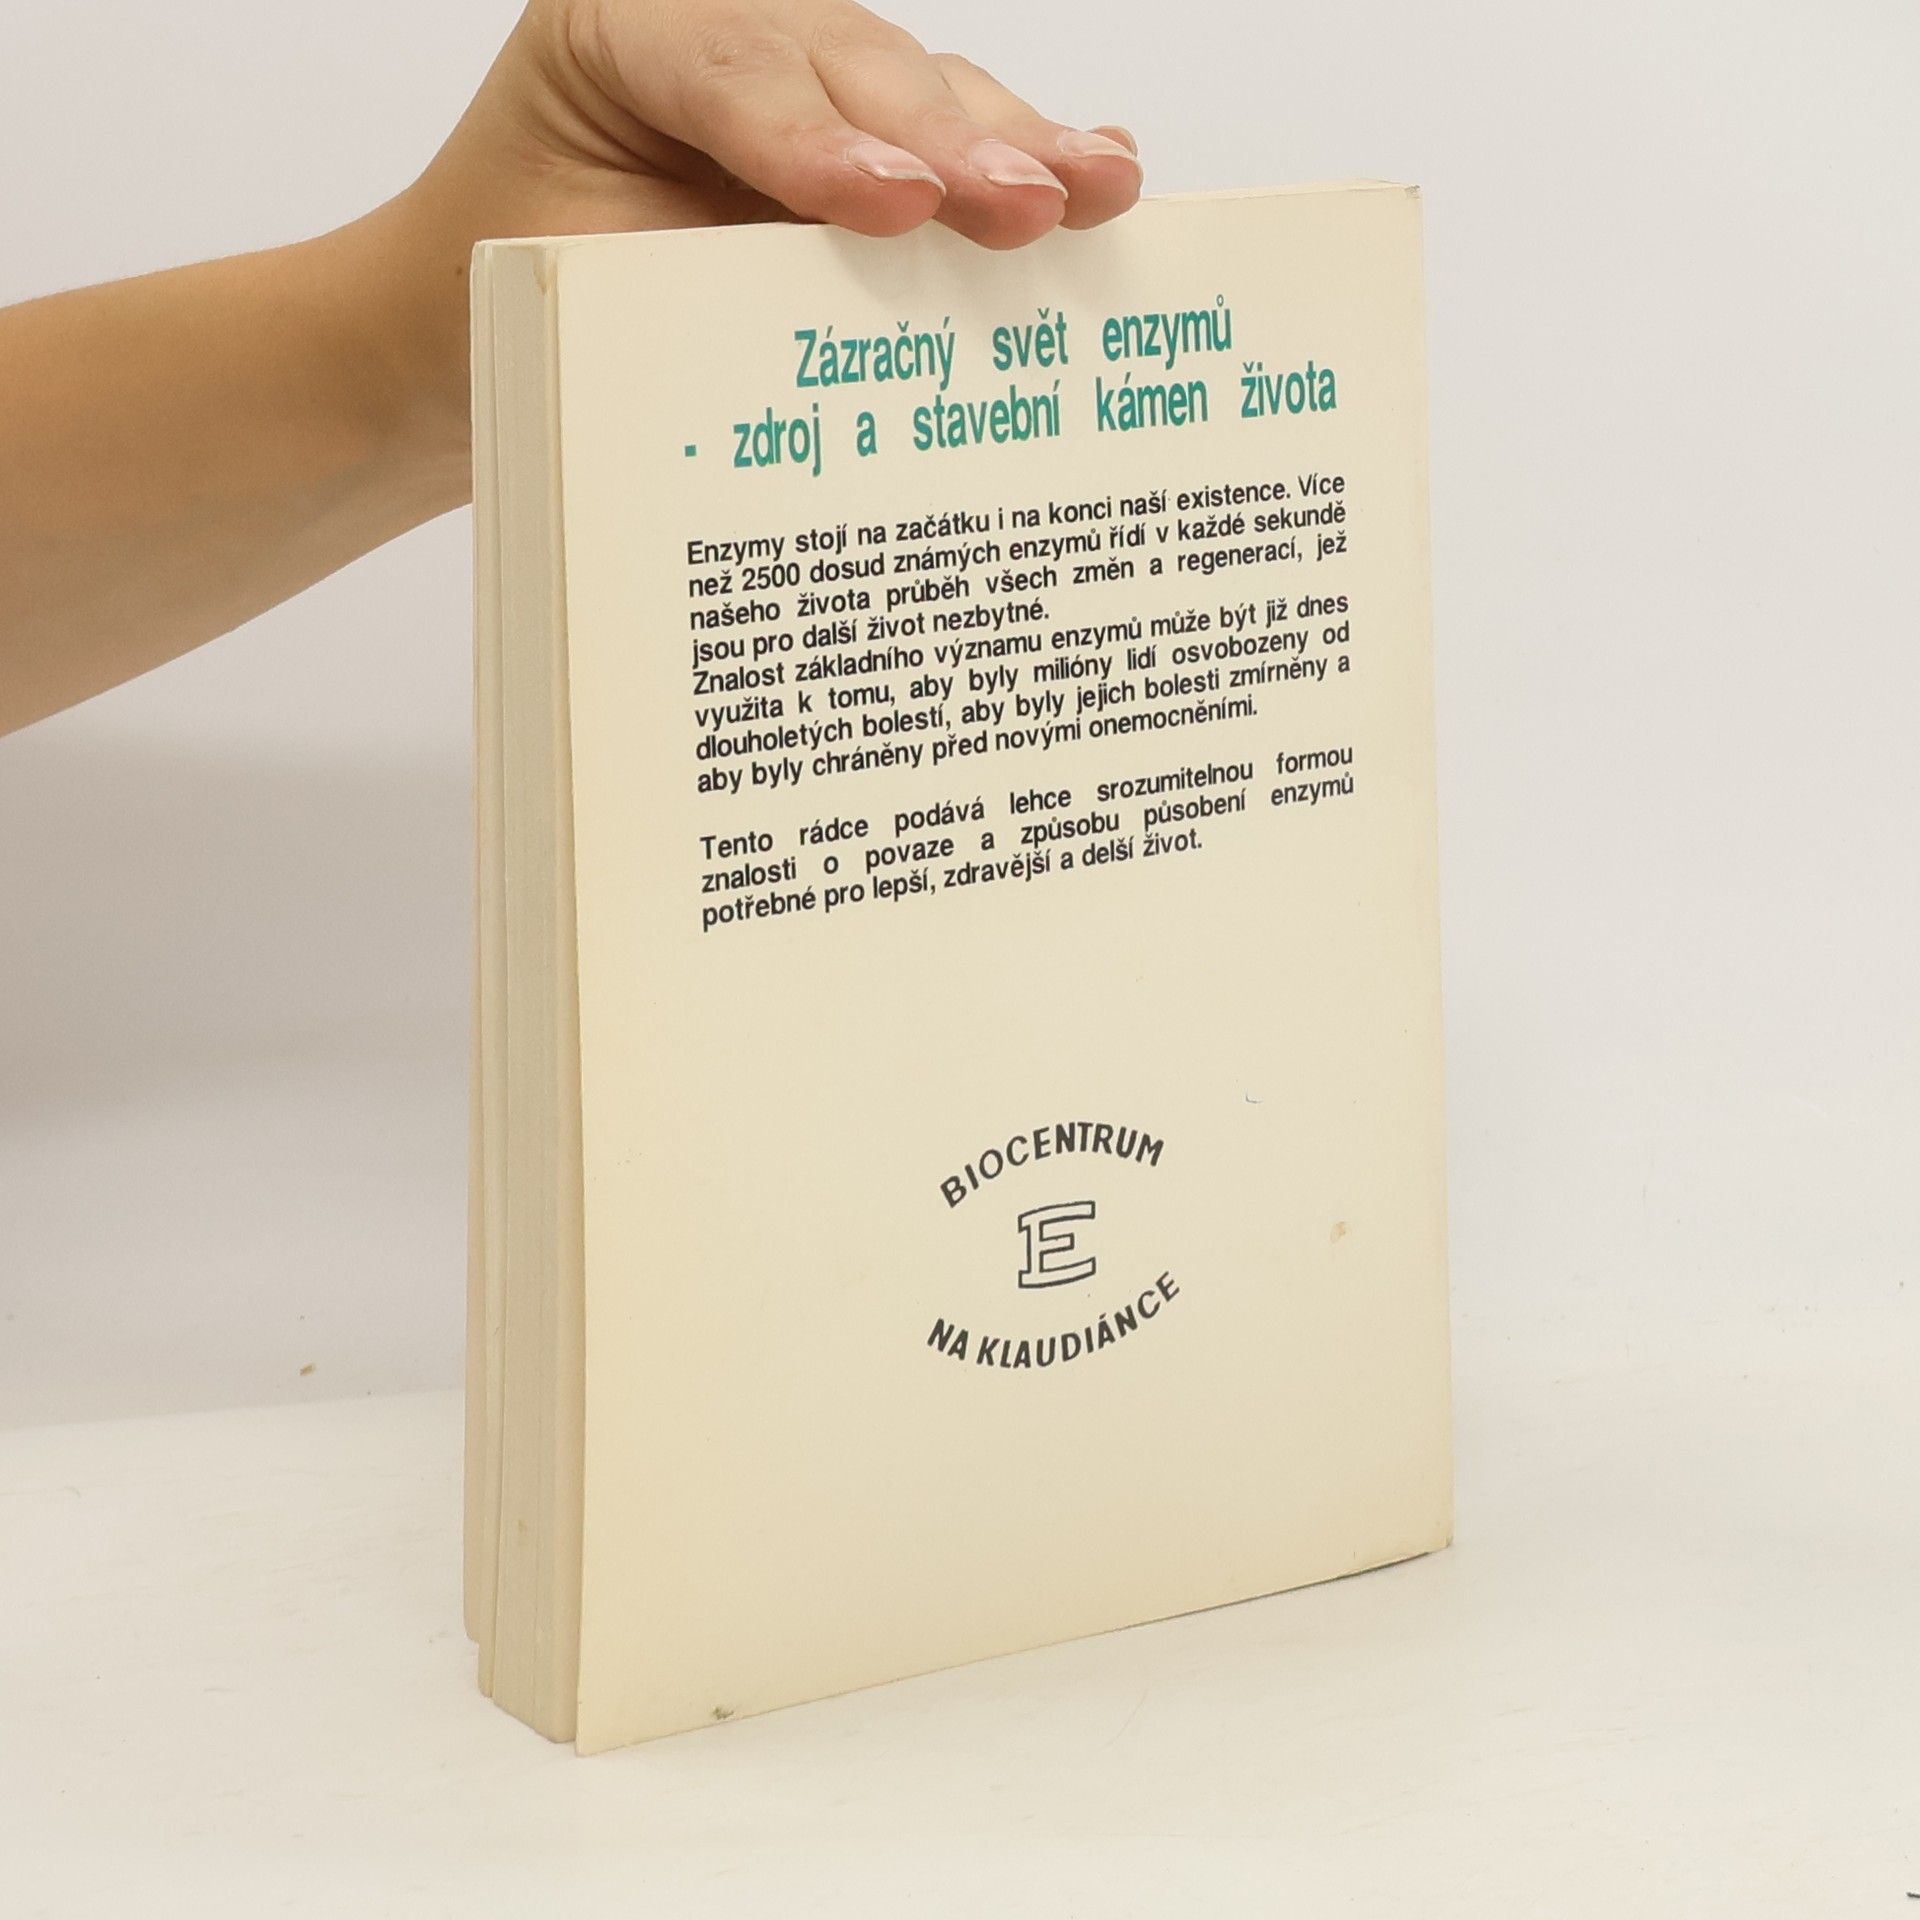 Zázračný svět enzymů
- zdroj a stavební kámen života
Enzymy stojí na začátku i na konci naší existence. Více
než 2500 dosud známých enzymů řídí v každé sekundě
našeho života průběh všech změn a regenerací, jež
jsou pro další život nezbytné.
Znalost základního významu enzymů může být již dnes
využita k tomu, aby byly milióny lidí osvobozeny od
dlouholetých bolestí, aby byly jejich bolesti zmírněny a
aby byly chráněny před novými onemocněními.
Tento rádce podává lehce srozumitelnou formou
znalosti o povaze a způsobu působení enzymů
potřebné pro lepší, zdravější a delší život.
BIOCENTRUM
E
NA KLAUDIÁNCE